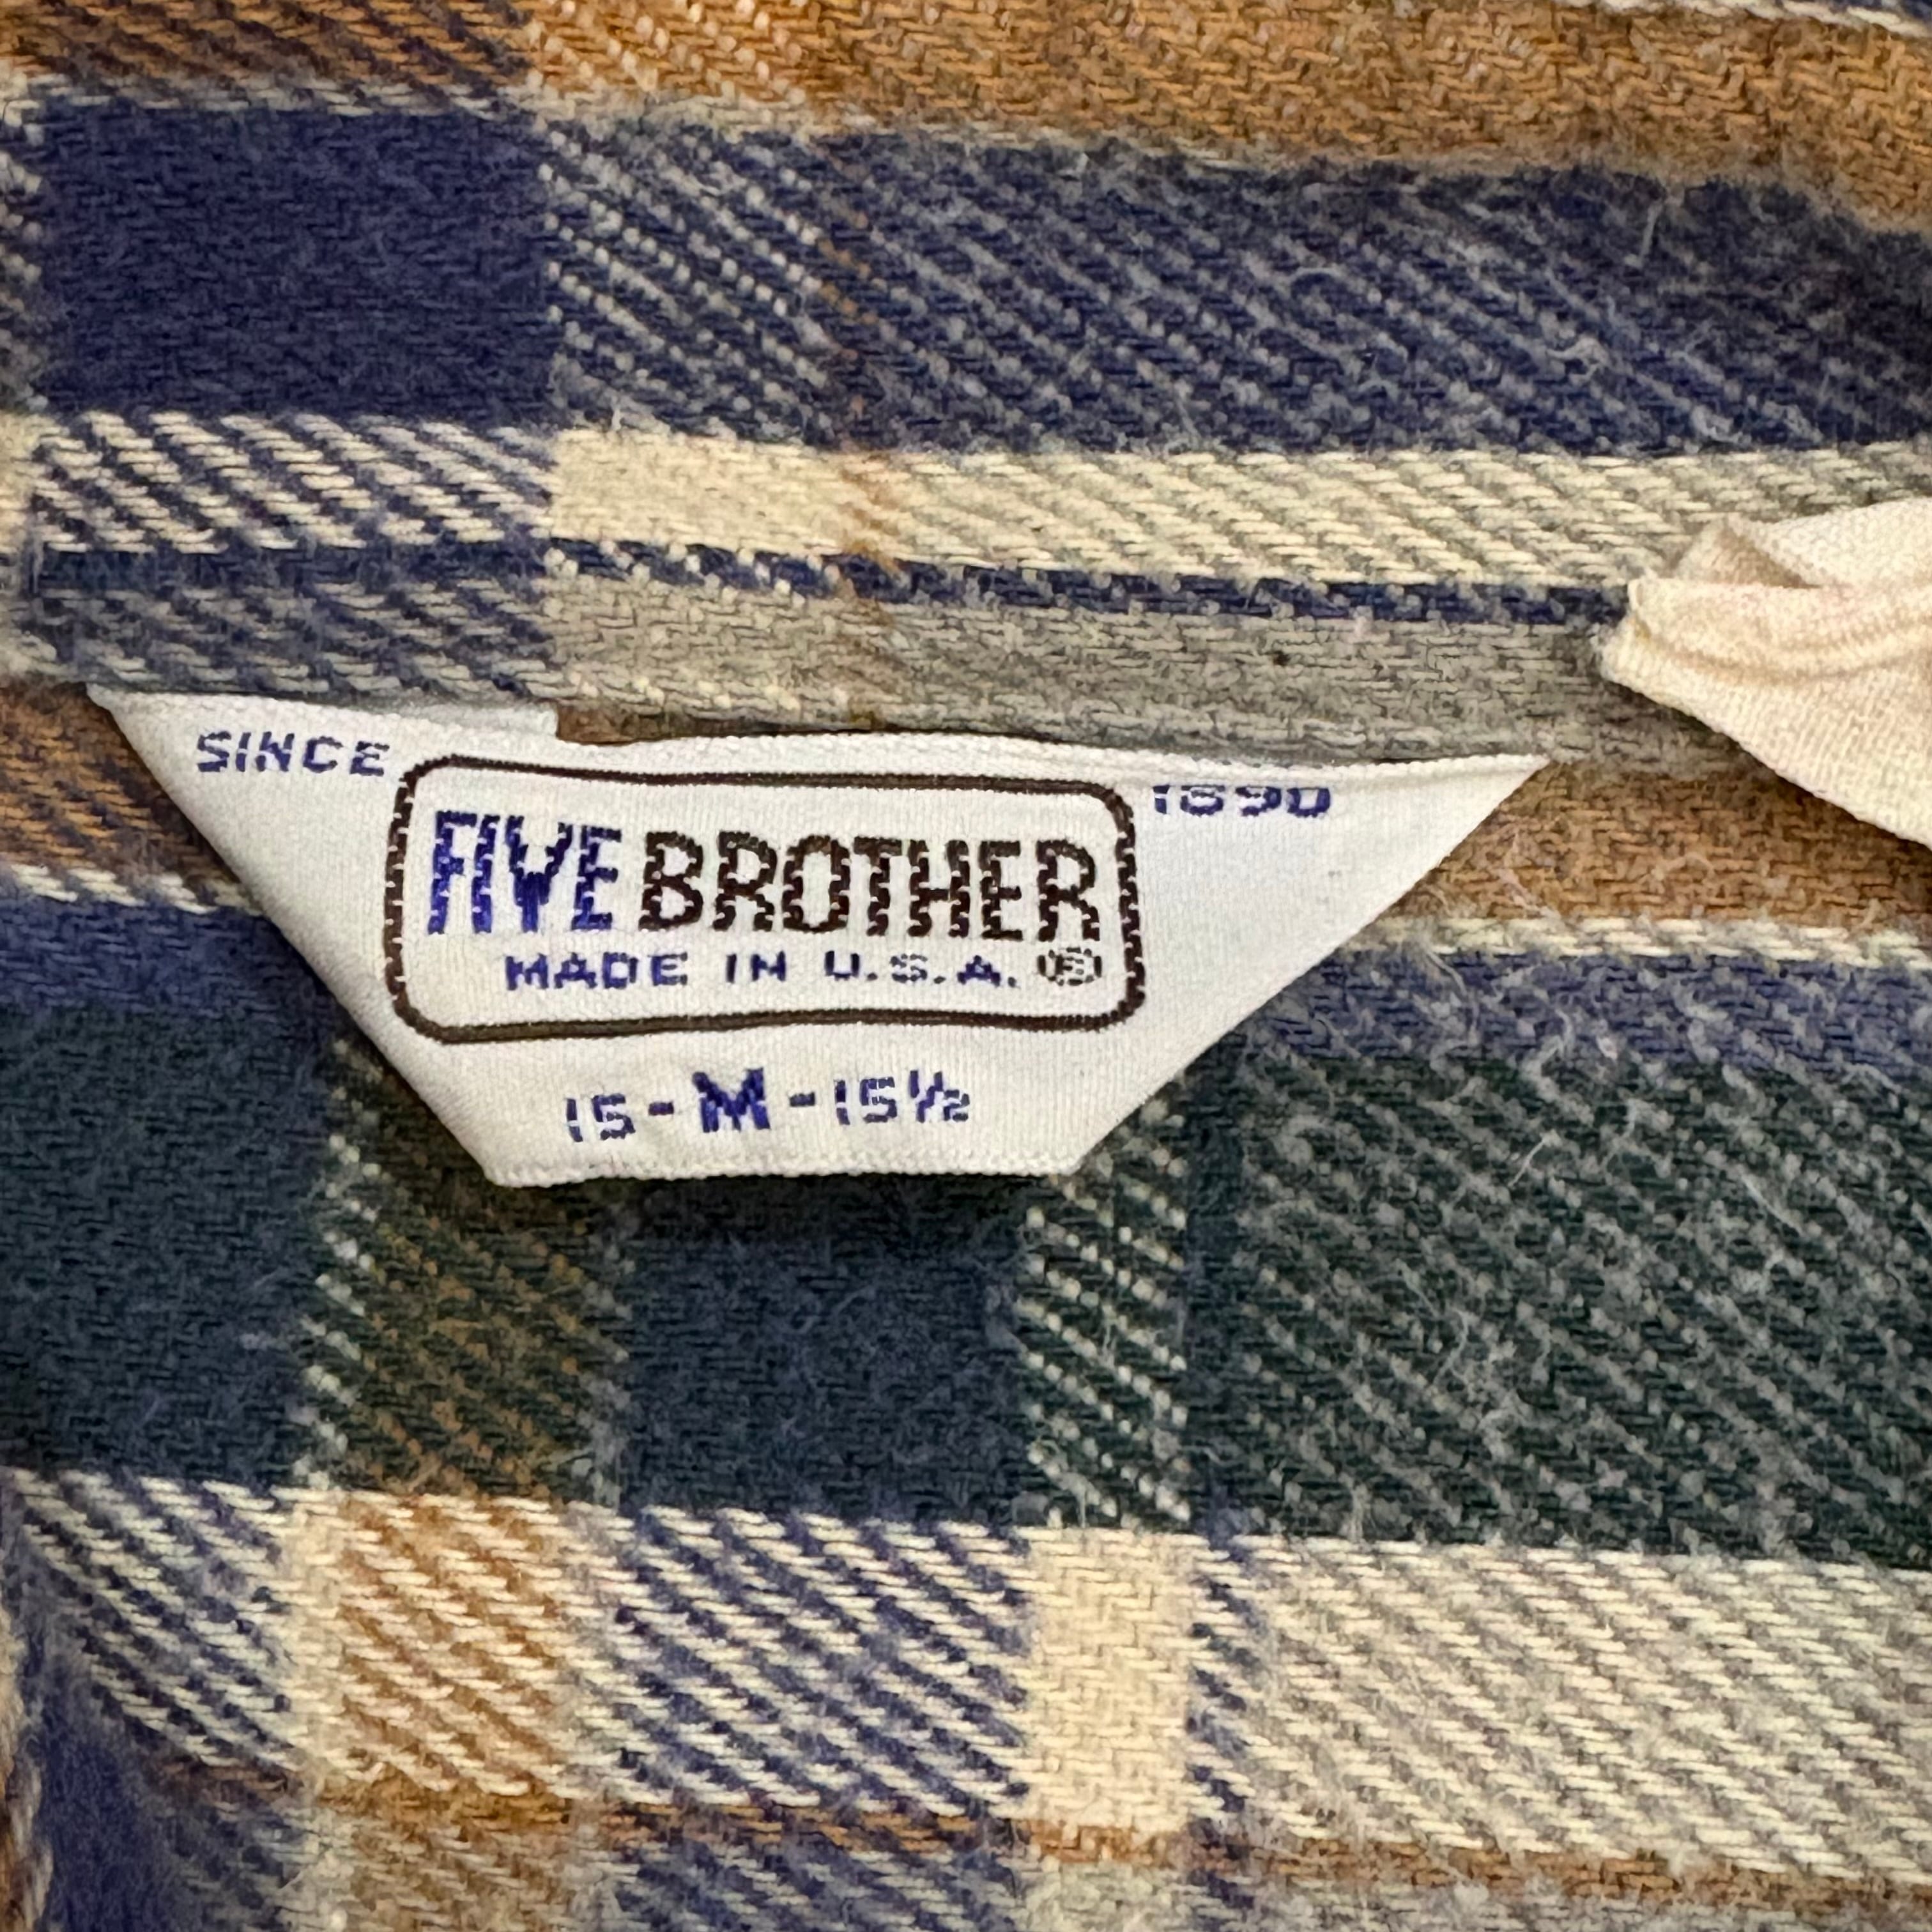 SINCE 1890
FIVE BROTHER
MADE IN U.S.A. ®
15-M-15½